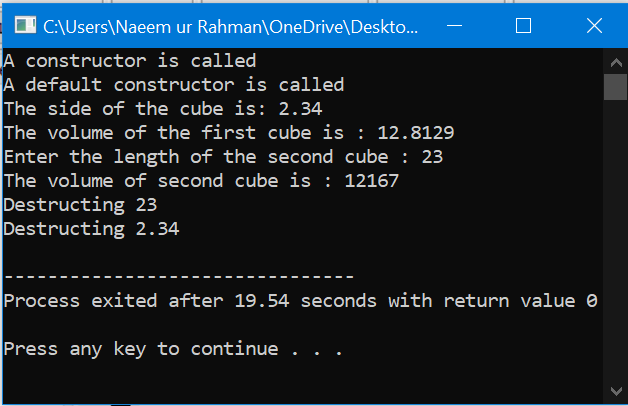 C:\Users\Naeem ur Rahman\OneDrive\Deskto...
A constructor is called
A default constructor is called
The side of the cube is: 2.34
The volume of the first cube is : 12.8129
Enter the length of the second cube : 23
The volume of second cube is : 12167
Destructing 23
Destructing 2.34
--------------------------------
Process exited after 19.54 seconds with return value 0
Press any key to continue . . .